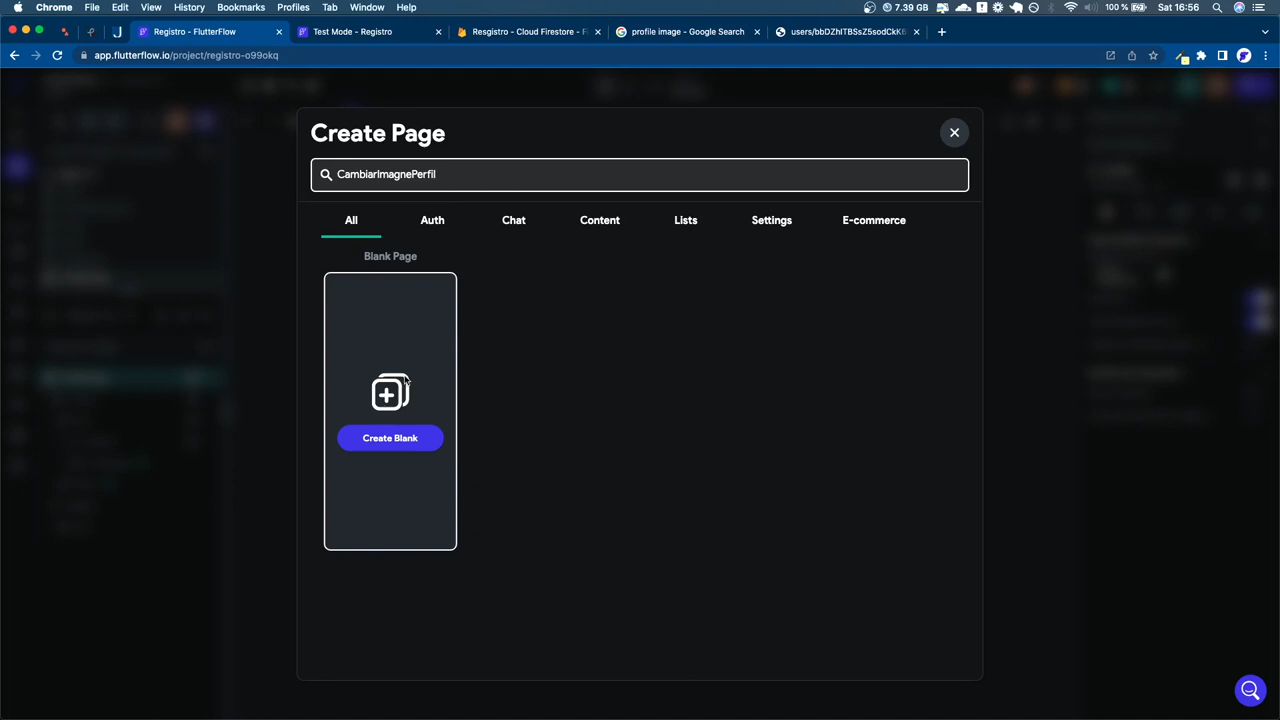 Chrome File Edit View History Bookmarks Profiles Tab Window Help 7.39 GB 100 % Sat 16:56
Registro - FlutterFlow Test Mode - Registro Resgistro - Cloud Firestore - Fi profile image - Google Search users/bbDZhlTBSsZ5sodCkK6
app.flutterflow.io/project/registro-o99okq
Create Page
CambiarImagnePerfil
All Auth Chat Content Lists Settings E-commerce
Blank Page
Create Blank